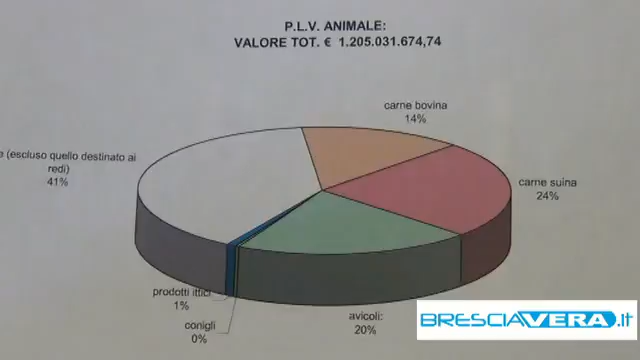 P.L.V. ANIMALE:
VALORE TOT. € 1.205.031.674,74
carne bovina
14%
(escluso quello destinato ai
redi)
41%
carne suina
24%
prodotti ittici
1%
conigli
0%
avicoli:
20%
BRESCIAVERA.it